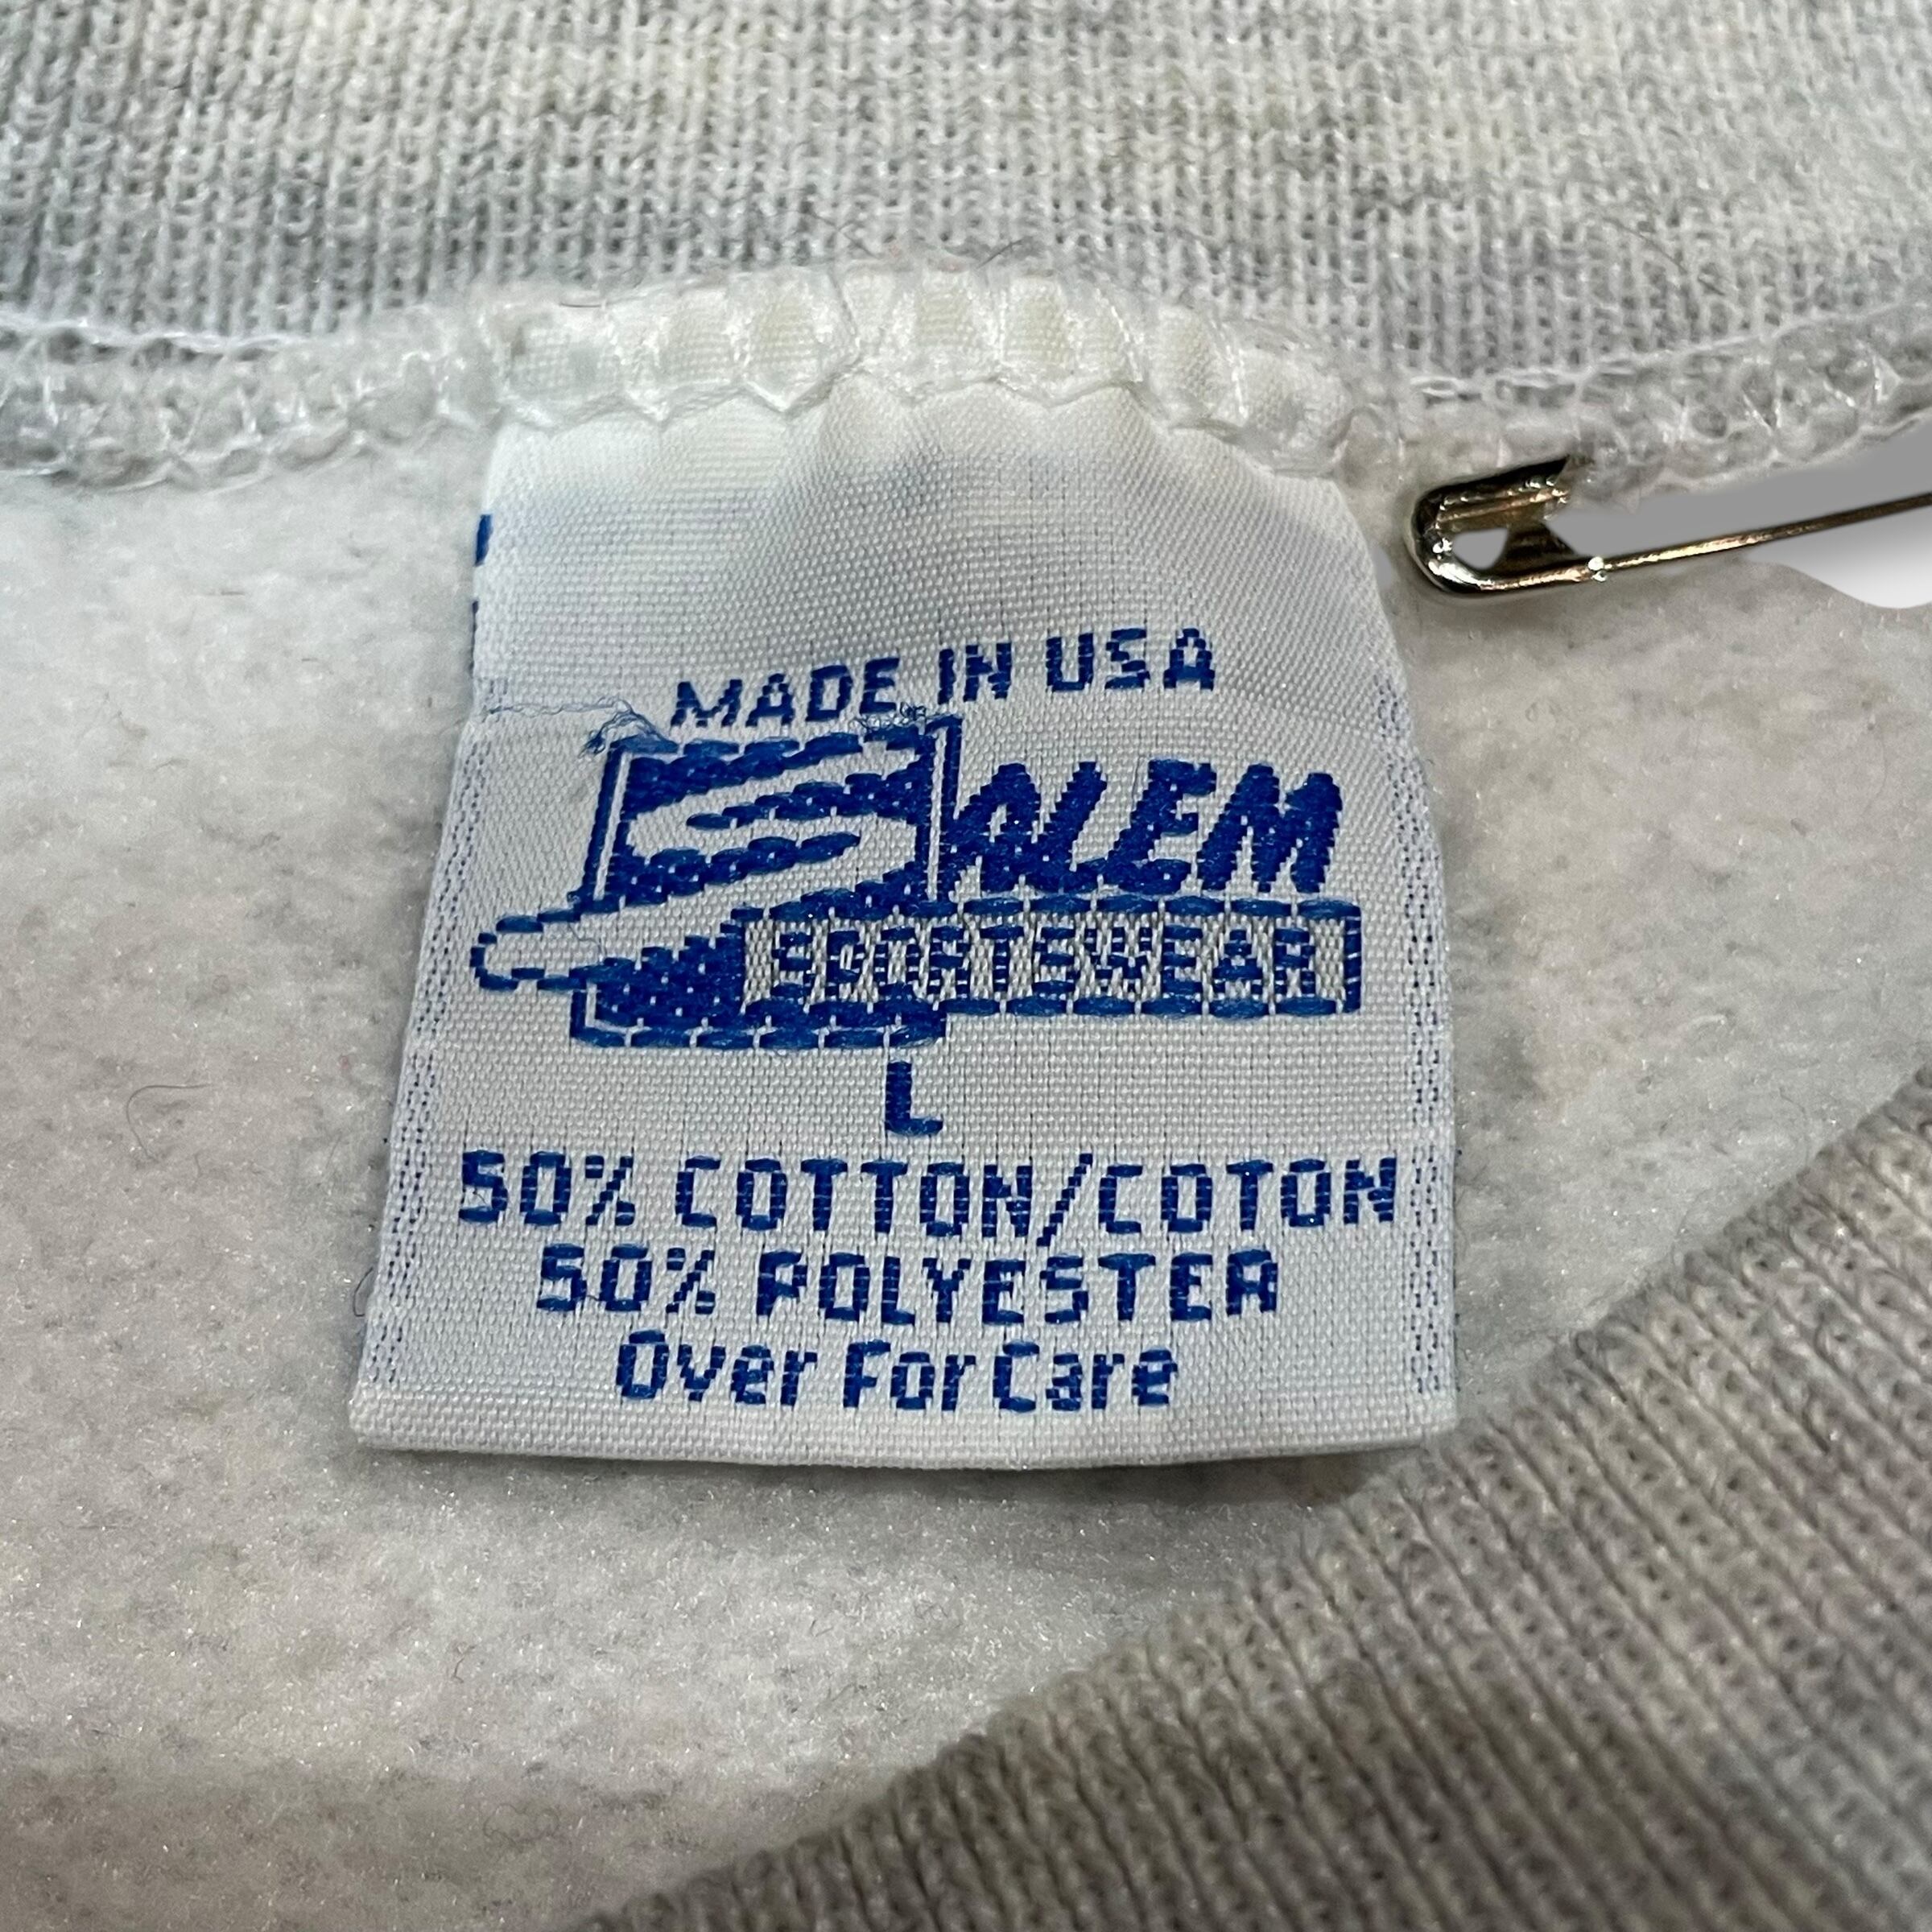 MADE IN USA
SALEM
SPORTSWEAR
L
50% COTTON/COTON
50% POLYESTER
Over For Care